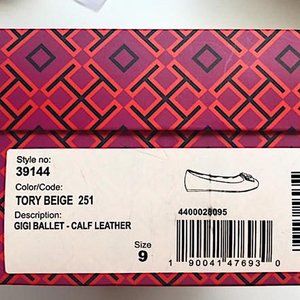 Style no:
39144
Color/Code:
TORY BEIGE 251
Description:
GIGI BALLET - CALF LEATHER
4400028095
Size
9
1 90041 47693 0